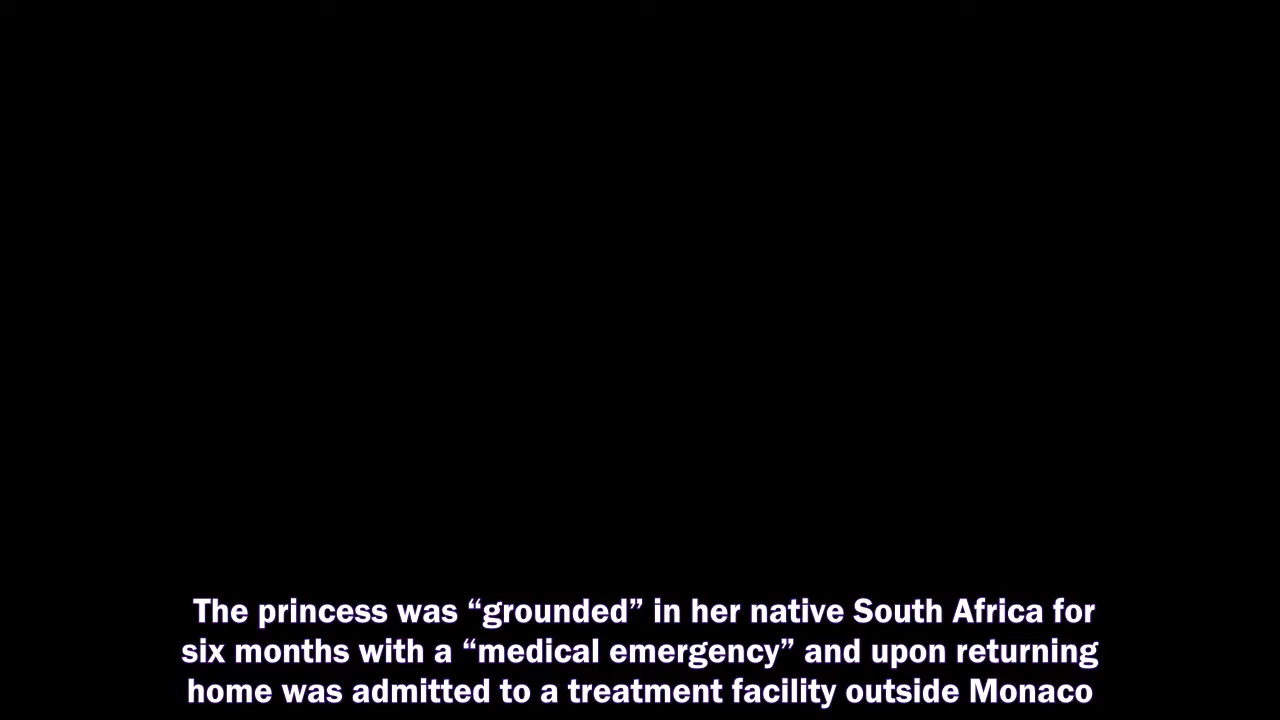 The princess was “grounded” in her native South Africa for
six months with a “medical emergency” and upon returning
home was admitted to a treatment facility outside Monaco